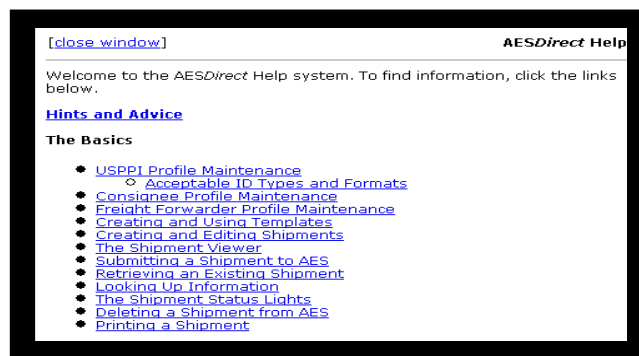 [close window] AESDirect Help
Welcome to the AESDirect Help system. To find information, click the links
below.
Hints and Advice
The Basics
USPPI Profile Maintenance
Acceptable ID Types and Formats
Consignee Profile Maintenance
Freight Forwarder Profile Maintenance
Creating and Using Templates
Creating and Editing Shipments
The Shipment Viewer
Submitting a Shipment to AES
Retrieving an Existing Shipment
Looking Up Information
The Shipment Status Lights
Deleting a Shipment from AES
Printing a Shipment